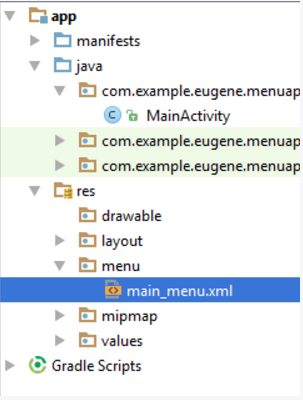 app
manifests
java
com.example.eugene.menuap
MainActivity
com.example.eugene.menuap
com.example.eugene.menuap
res
drawable
layout
menu
main_menu.xml
mipmap
values
Gradle Scripts